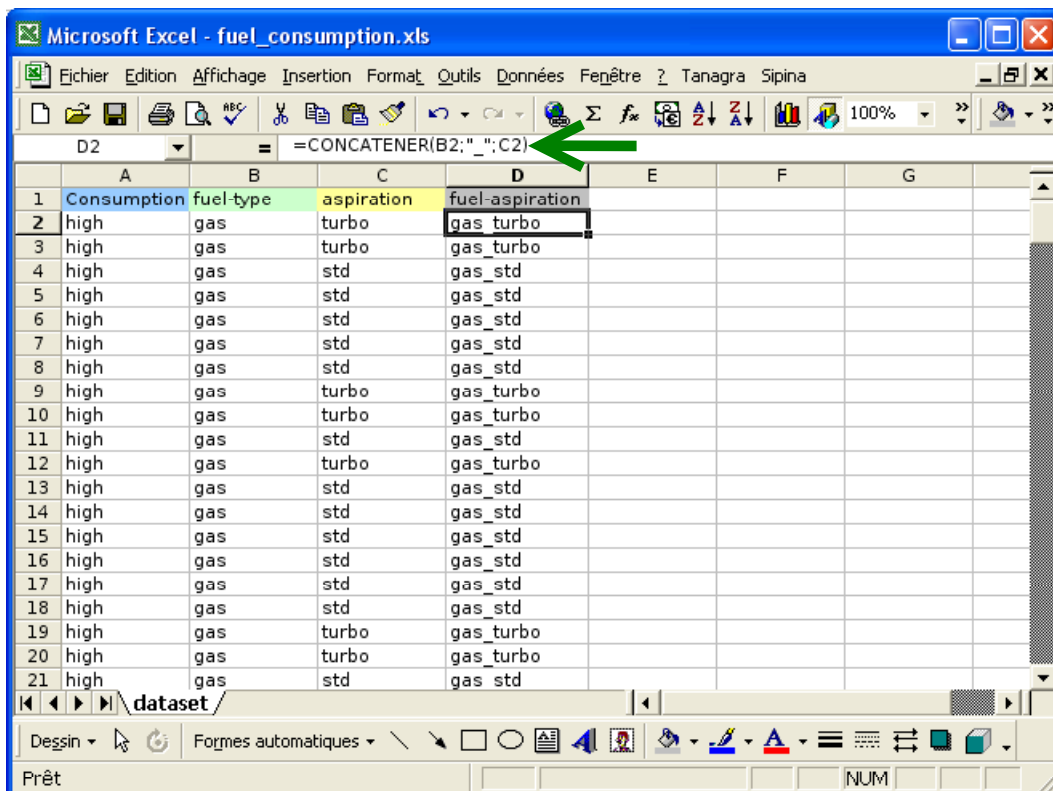 Microsoft Excel - fuel_consumption.xls
Fichier Edition Affichage Insertion Format Outils Données Fenêtre ? Tanagra Sipina
ABC Σ fx A Z Z A 100% » »
D2 = =CONCATENER(B2;"_";C2)
A B C D E F G
1 Consumption fuel-type aspiration fuel-aspiration
2 high gas turbo gas_turbo
3 high gas turbo gas_turbo
4 high gas std gas_std
5 high gas std gas_std
6 high gas std gas_std
7 high gas std gas_std
8 high gas std gas_std
9 high gas turbo gas_turbo
10 high gas turbo gas_turbo
11 high gas std gas_std
12 high gas turbo gas_turbo
13 high gas std gas_std
14 high gas std gas_std
15 high gas std gas_std
16 high gas std gas_std
17 high gas std gas_std
18 high gas std gas_std
19 high gas turbo gas_turbo
20 high gas turbo gas_turbo
21 high gas std gas_std
dataset
Dessin Formes automatiques A A
Prêt NUM